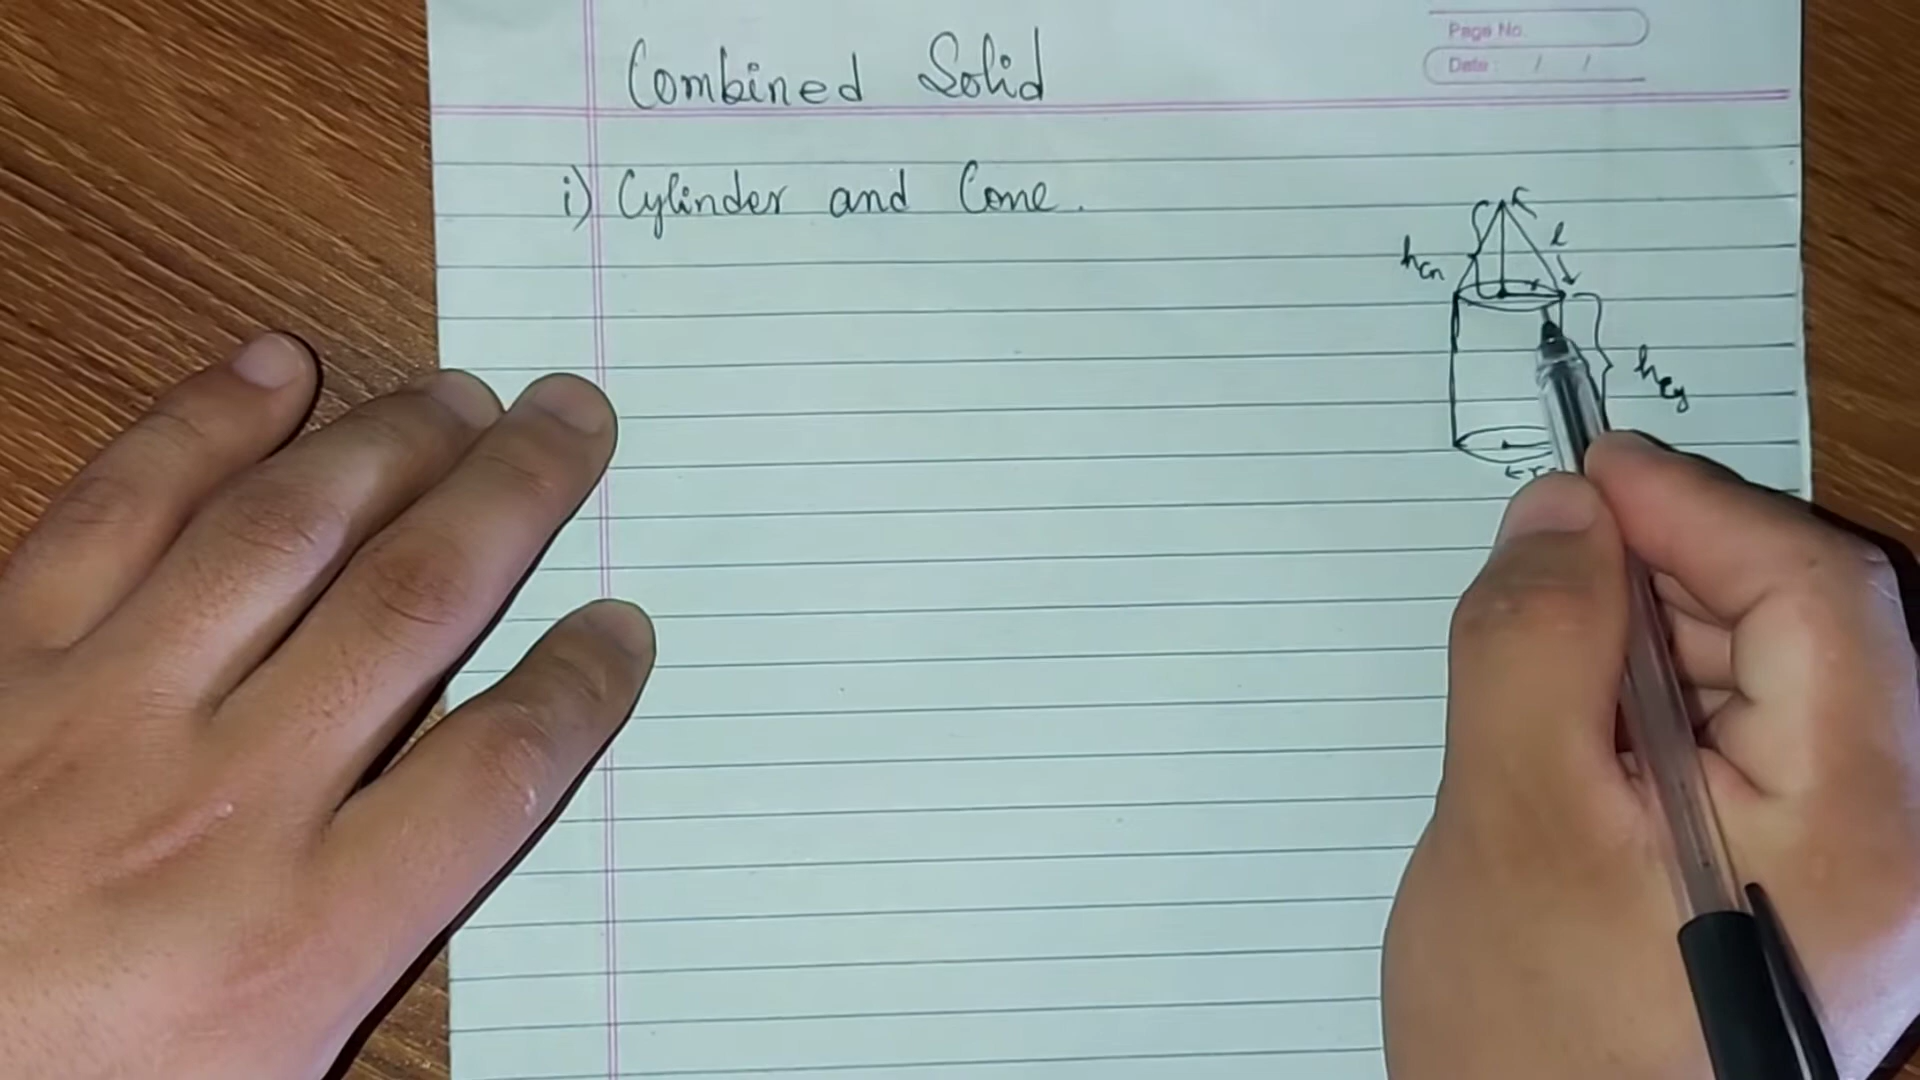 Page No.
Date: / /
Combined Solid
i) Cylinder and Cone.
l
hcn
hcy
r